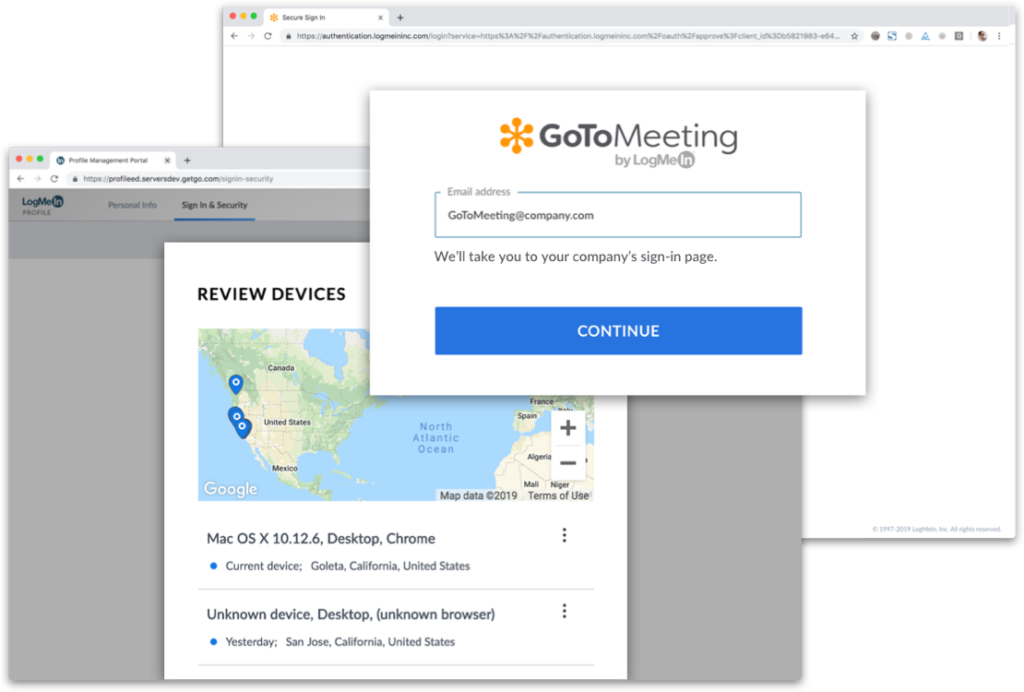 Secure Sign In
https://authentication.logmeininc.com/login?service=https%3A%2F%2Fauthentication.logmeininc.com%2Foauth%2Fapprove%3Fclient_id%3Db5821983-e64...
GoToMeeting
by LogMeIn
Email address
GoToMeeting@company.com
We'll take you to your company's sign-in page.
CONTINUE
© 1997-2019 LogMeIn, Inc. All rights reserved.
Profile Management Portal
https://profileed.serversdev.getgo.com/signin-security
LogMeIn
PROFILE
Personal Info
Sign In & Security
REVIEW DEVICES
Canada
United States
Mexico
North
Atlantic
Ocean
France
Italy
Spain
Algeria
Mali
Niger
Google
Map data ©2019
Terms of Use
Mac OS X 10.12.6, Desktop, Chrome
Current device; Goleta, California, United States
Unknown device, Desktop, (unknown browser)
Yesterday; San Jose, California, United States